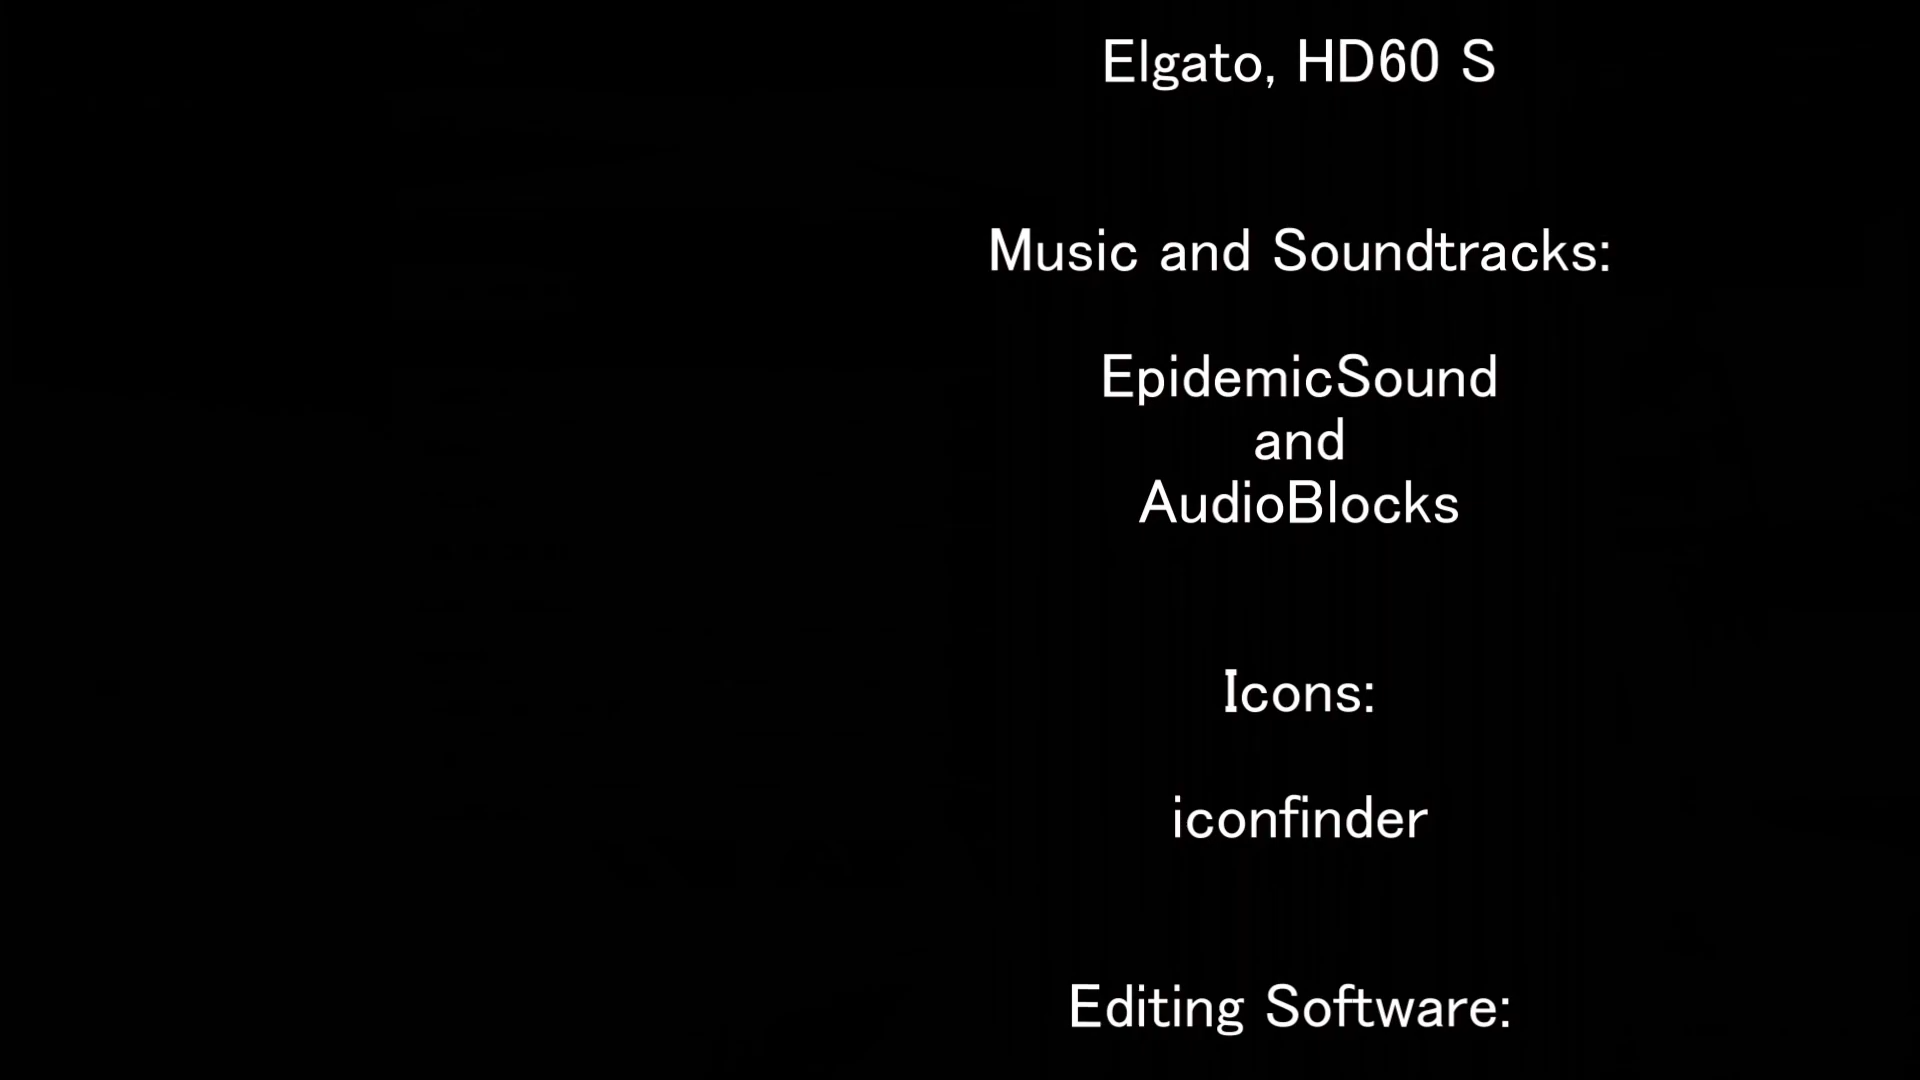 Elgato, HD60 S
Music and Soundtracks:
EpidemicSound
and
AudioBlocks
Icons:
iconfinder
Editing Software: